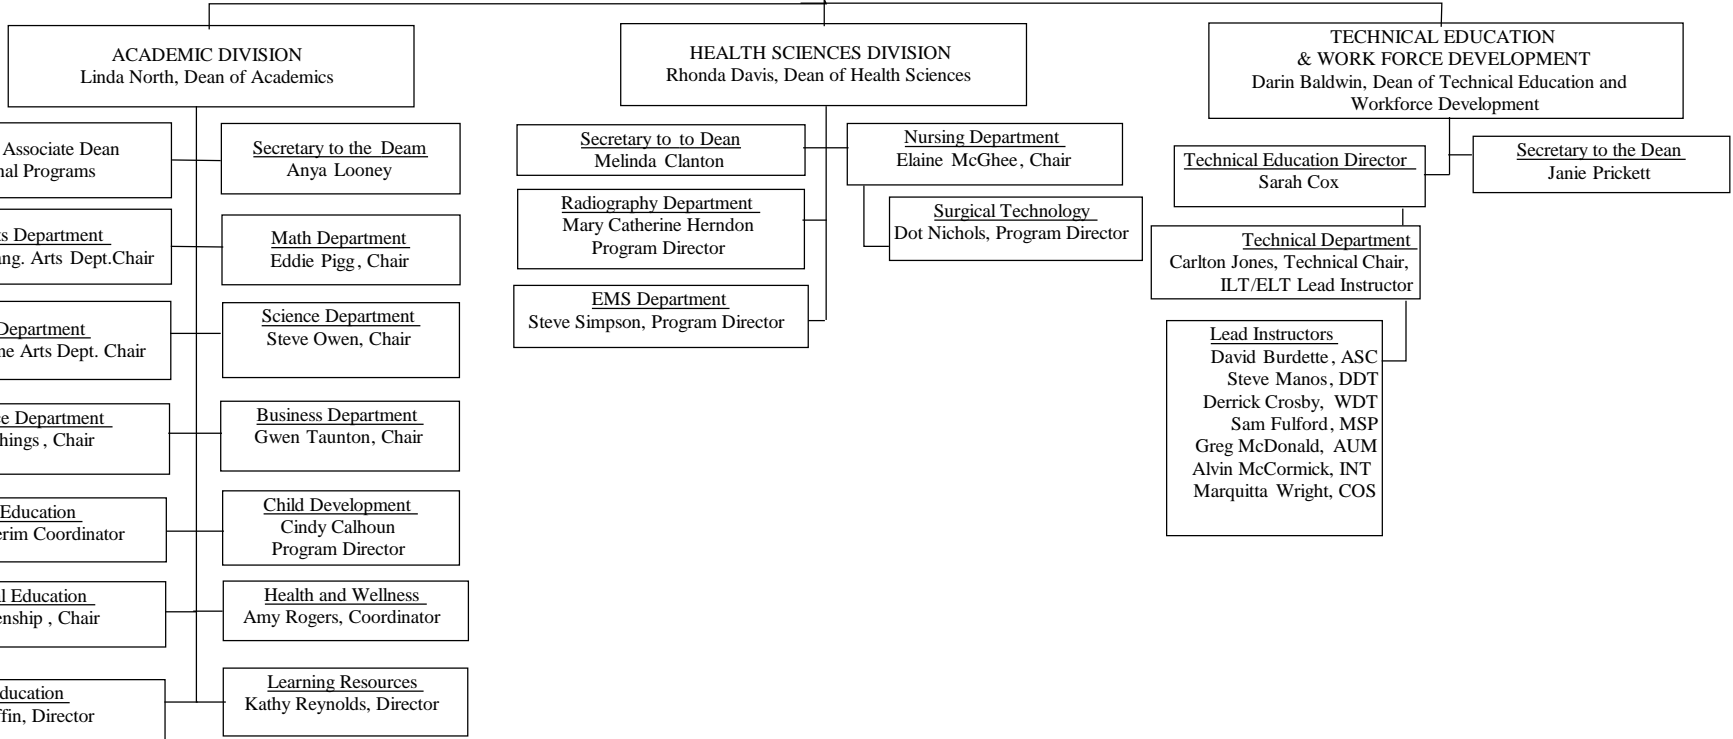 ACADEMIC DIVISION
Linda North, Dean of Academics
Associate Dean
Programs
Secretary to the Deam
Anya Looney
Department
Arts Dept.Chair
Math Department
Eddie Pigg, Chair
Department
Arts Dept. Chair
Science Department
Steve Owen, Chair
Department
, Chair
Business Department
Gwen Taunton, Chair
Education
Coordinator
Child Development
Cindy Calhoun
Program Director
Education
, Chair
Health and Wellness
Amy Rogers, Coordinator
, Director
Learning Resources
Kathy Reynolds, Director
HEALTH SCIENCES DIVISION
Rhonda Davis, Dean of Health Sciences
Secretary to to Dean
Melinda Clanton
Nursing Department
Elaine McGhee, Chair
Radiography Department
Mary Catherine Herndon
Program Director
Surgical Technology
Dot Nichols, Program Director
EMS Department
Steve Simpson, Program Director
TECHNICAL EDUCATION
& WORK FORCE DEVELOPMENT
Darin Baldwin, Dean of Technical Education and
Workforce Development
Technical Education Director
Sarah Cox
Secretary to the Dean
Janie Prickett
Technical Department
Carlton Jones, Technical Chair,
ILT/ELT Lead Instructor
Lead Instructors
David Burdette, ASC
Steve Manos, DDT
Derrick Crosby, WDT
Sam Fulford, MSP
Greg McDonald, AUM
Alvin McCormick, INT
Marquitta Wright, COS